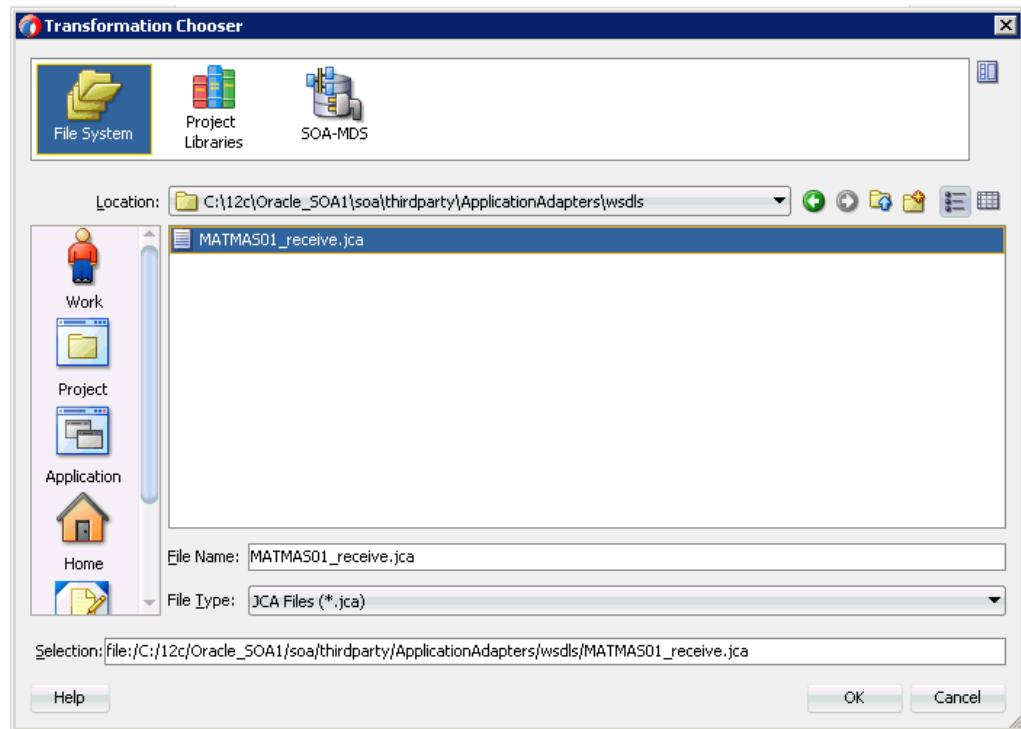 Transformation Chooser
File System
Project
Libraries
SOA-MDS
Location: C:\12c\Oracle_SOA1\soa\thirdparty\ApplicationAdapters\wsdls
MATMAS01_receive.jca
Work
Project
Application
Home
File Name: MATMAS01_receive.jca
File Type: JCA Files (*.jca)
Selection: file:/C:/12c/Oracle_SOA1/soa/thirdparty/ApplicationAdapters/wsdls/MATMAS01_receive.jca
Help OK Cancel